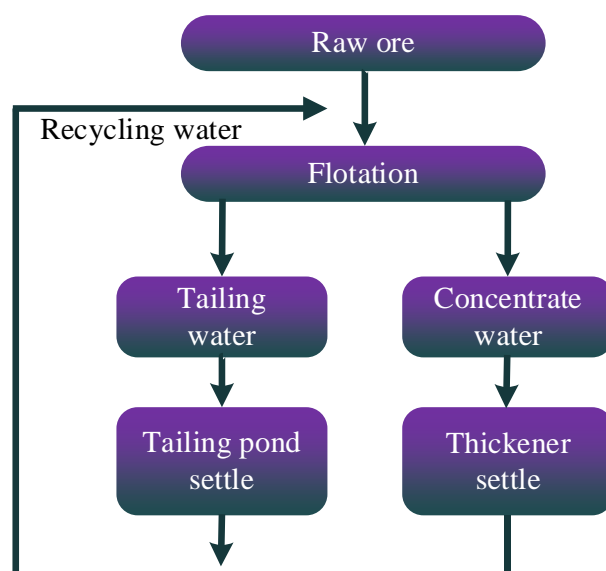 Raw ore
Recycling water
Flotation
Tailing
water
Concentrate
water
Tailing pond
settle
Thickener
settle